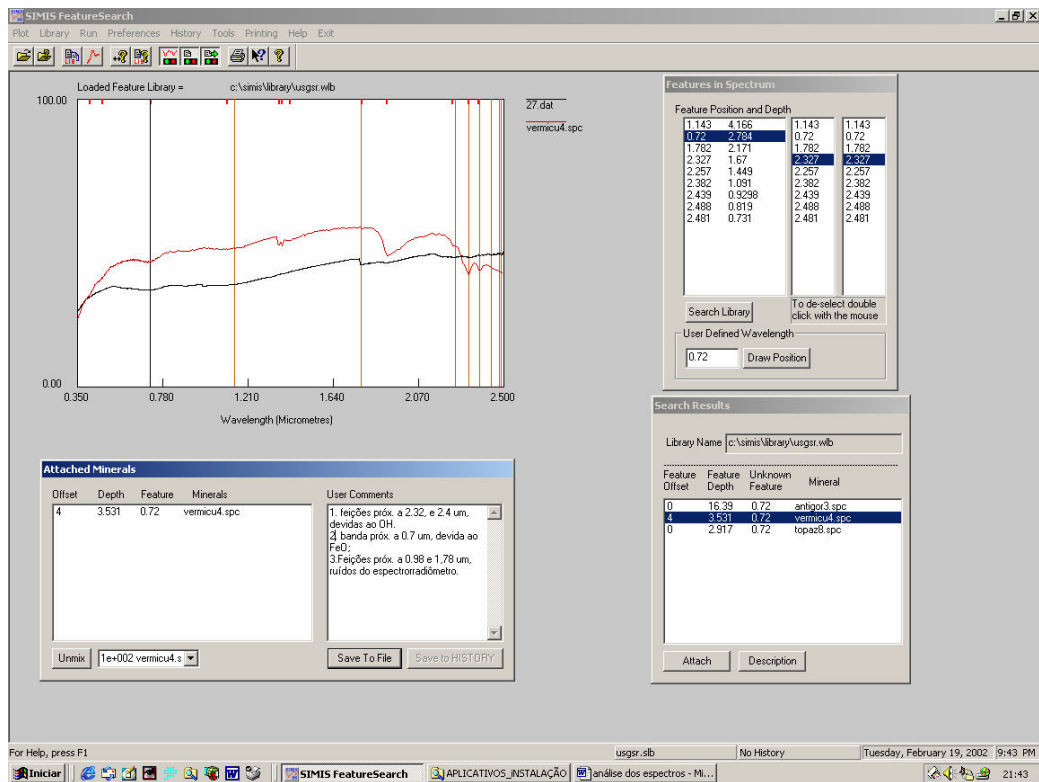 SIMIS FeatureSearch
Plot Library Run Preferences History Tools Printing Help Exit
Loaded Feature Library = c:\simis\library\usgsr.wlb
100.00
0.00
0.350 0.780 1.210 1.640 2.070 2.500
Wavelength (Micrometres)
27.dat
vermicu4.spc
Features in Spectrum
Feature Position and Depth
1.143 4.166 1.143 1.143
0.72 2.784 0.72 0.72
1.782 2.171 1.782 1.782
2.327 1.67 2.327 2.327
2.257 1.449 2.257 2.257
2.382 1.091 2.382 2.382
2.439 0.9298 2.439 2.439
2.488 0.819 2.488 2.488
2.481 0.731 2.481 2.481
Search Library
To de-select double
click with the mouse
User Defined Wavelength
0.72 Draw Position
Search Results
Library Name c:\simis\library\usgsr.wlb
Feature Feature Unknown Mineral
Offset Depth Feature
0 16.39 0.72 antigor3.spc
4 3.531 0.72 vermicu4.spc
0 2.917 0.72 topaz8.spc
Attach Description
Attached Minerals
Offset Depth Feature Minerals
4 3.531 0.72 vermicu4.spc
User Comments
1. feições próx. a 2.32, e 2.4 um,
devidas ao OH.
2. banda próx. a 0.7 um, devida ao
FeO;
3.Feições próx. a 0.98 e 1,78 um,
ruídos do espectrorradiômetro.
Unmix 1e+002 vermicu4.s Save To File Save to HISTORY
For Help, press F1 usgsr.slb No History Tuesday, February 19, 2002 9:43 PM
Iniciar SIMIS FeatureSearch APLICATIVOS_INSTALAÇÃO análise dos espectros - Mi... 21:43